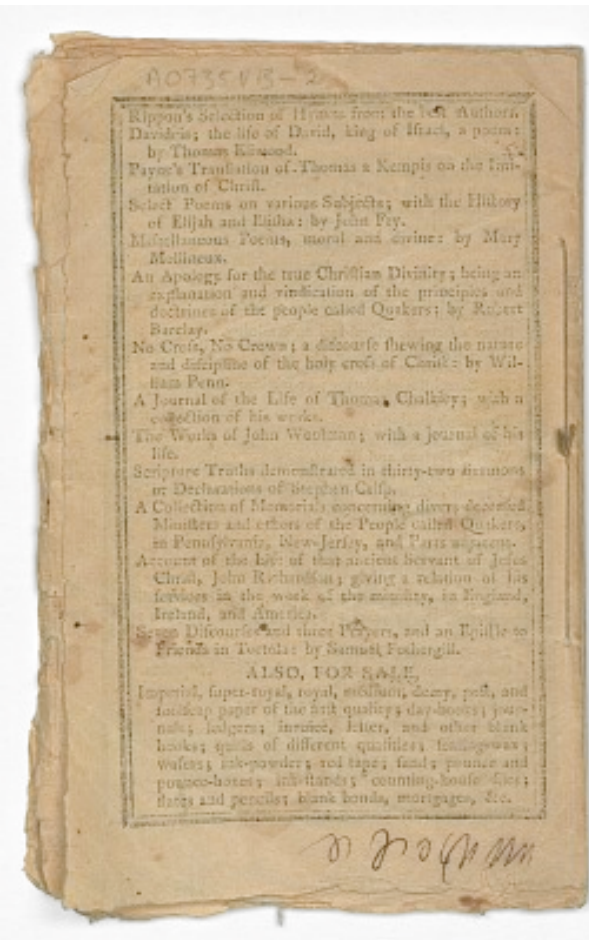 A0735VB-2
Rippon's Selection of Hymns from the best Authors.
Davideis; the life of David, king of Israel, a poem:
by Thomas Ellwood.
Payne's Translation of Thomas a Kempis on the Imi-
tation of Christ.
Select Poems on various Subjects; with the History
of Elijah and Elisha: by John Fry.
Miscellaneous Poems, moral and divine: by Mary
Mollineux.
An Apology for the true Christian Divinity; being an
explanation and vindication of the principles and
doctrines of the people called Quakers; by Robert
Barclay.
No Cross, No Crown; a discourse shewing the nature
and discipline of the holy cross of Christ: by Wil-
liam Penn.
A Journal of the Life of Thomas Chalkley; with a
collection of his works.
The Works of John Woolman; with a journal of his
life.
Scripture Truths demonstrated in thirty-two Sermons
or Declarations of Stephen Crisp.
A Collection of Memorials concerning divers deceased
Ministers and others of the People called Quakers,
in Pennsylvania, New-Jersey, and Parts adjacent.
Account of the Life of that ancient Servant of Jesus
Christ, John Richardson; giving a relation of his
services in the work of the ministry, in England,
Ireland, and America.
Seven Discourses and three Prayers, and an Epistle to
Friends in Tortola: by Samuel Fothergill.
ALSO, FOR SALE,
Imperial, super-royal, royal, medium, demy, post, and
foolscap paper of the first quality; day-books; jour-
nals; ledgers; invoice, letter, and other blank
books; quills of different qualities; sealing-wax;
wafers; ink-powder; red tape; sand; pounce and
pounce-boxes; ink-stands; counting-house files;
slates and pencils; blank bonds, mortgages, &c.